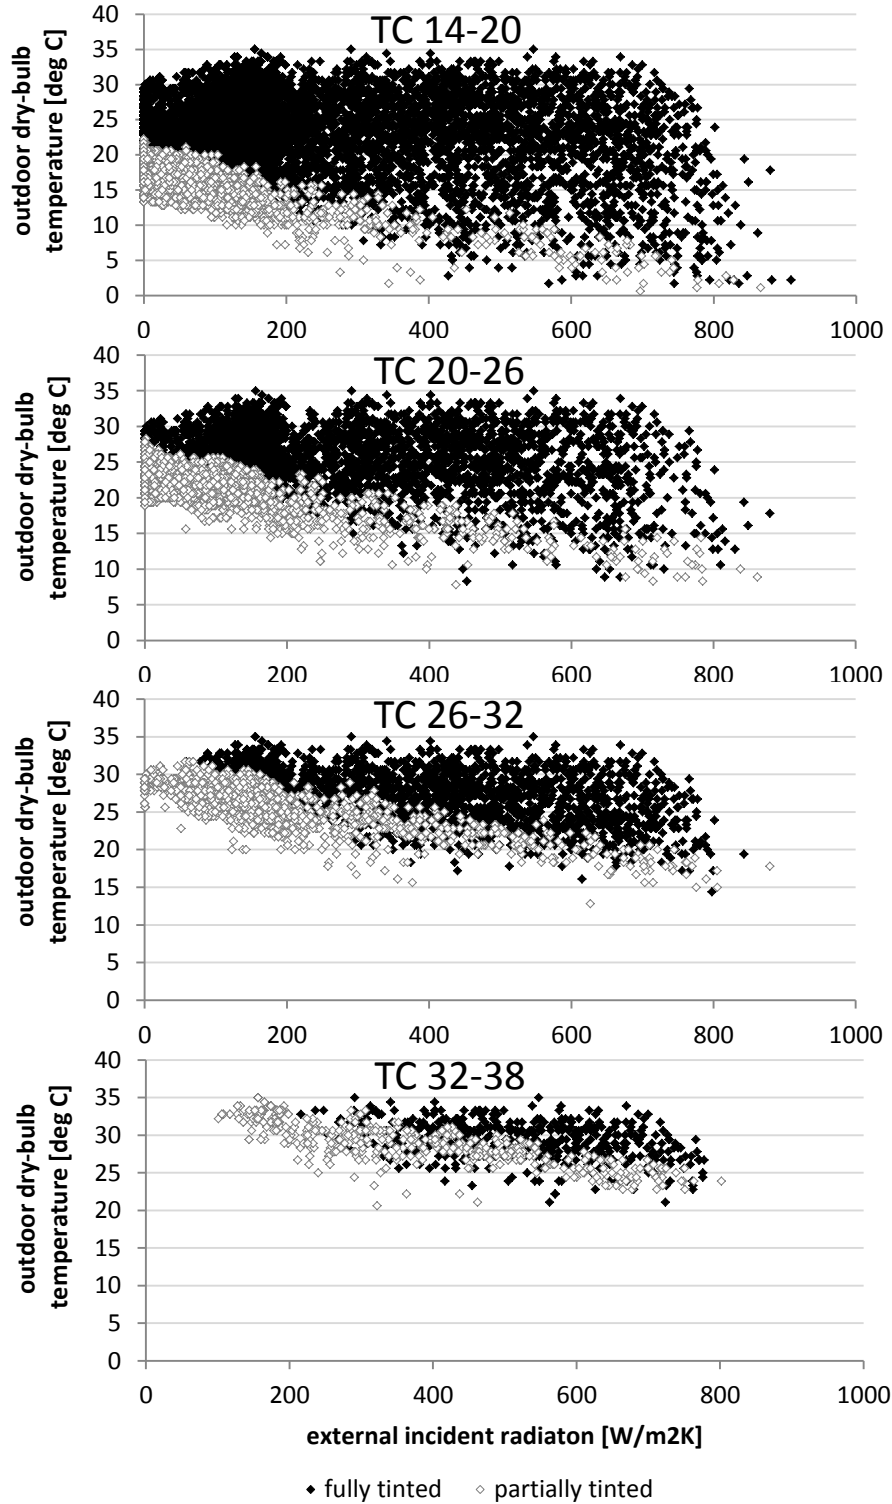 TC 14-20
outdoor dry-bulb
temperature [deg C]
40
35
30
25
20
15
10
5
0
0 200 400 600 800 1000
TC 20-26
outdoor dry-bulb
temperature [deg C]
40
35
30
25
20
15
10
5
0
0 200 400 600 800 1000
TC 26-32
outdoor dry-bulb
temperature [deg C]
40
35
30
25
20
15
10
5
0
0 200 400 600 800 1000
TC 32-38
outdoor dry-bulb
temperature [deg C]
40
35
30
25
20
15
10
5
0
0 200 400 600 800 1000
external incident radiaton [W/m2K]
fully tinted partially tinted